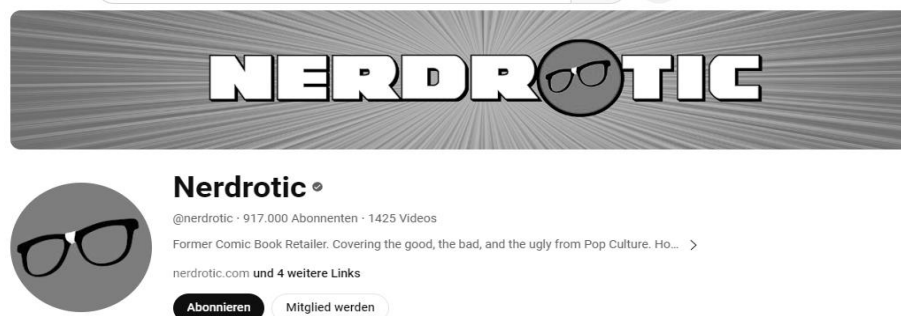 NERDROTIC
Nerdrotic
@nerdrotic · 917.000 Abonnenten · 1425 Videos
Former Comic Book Retailer. Covering the good, the bad, and the ugly from Pop Culture. Ho...
nerdrotic.com und 4 weitere Links
Abonnieren Mitglied werden